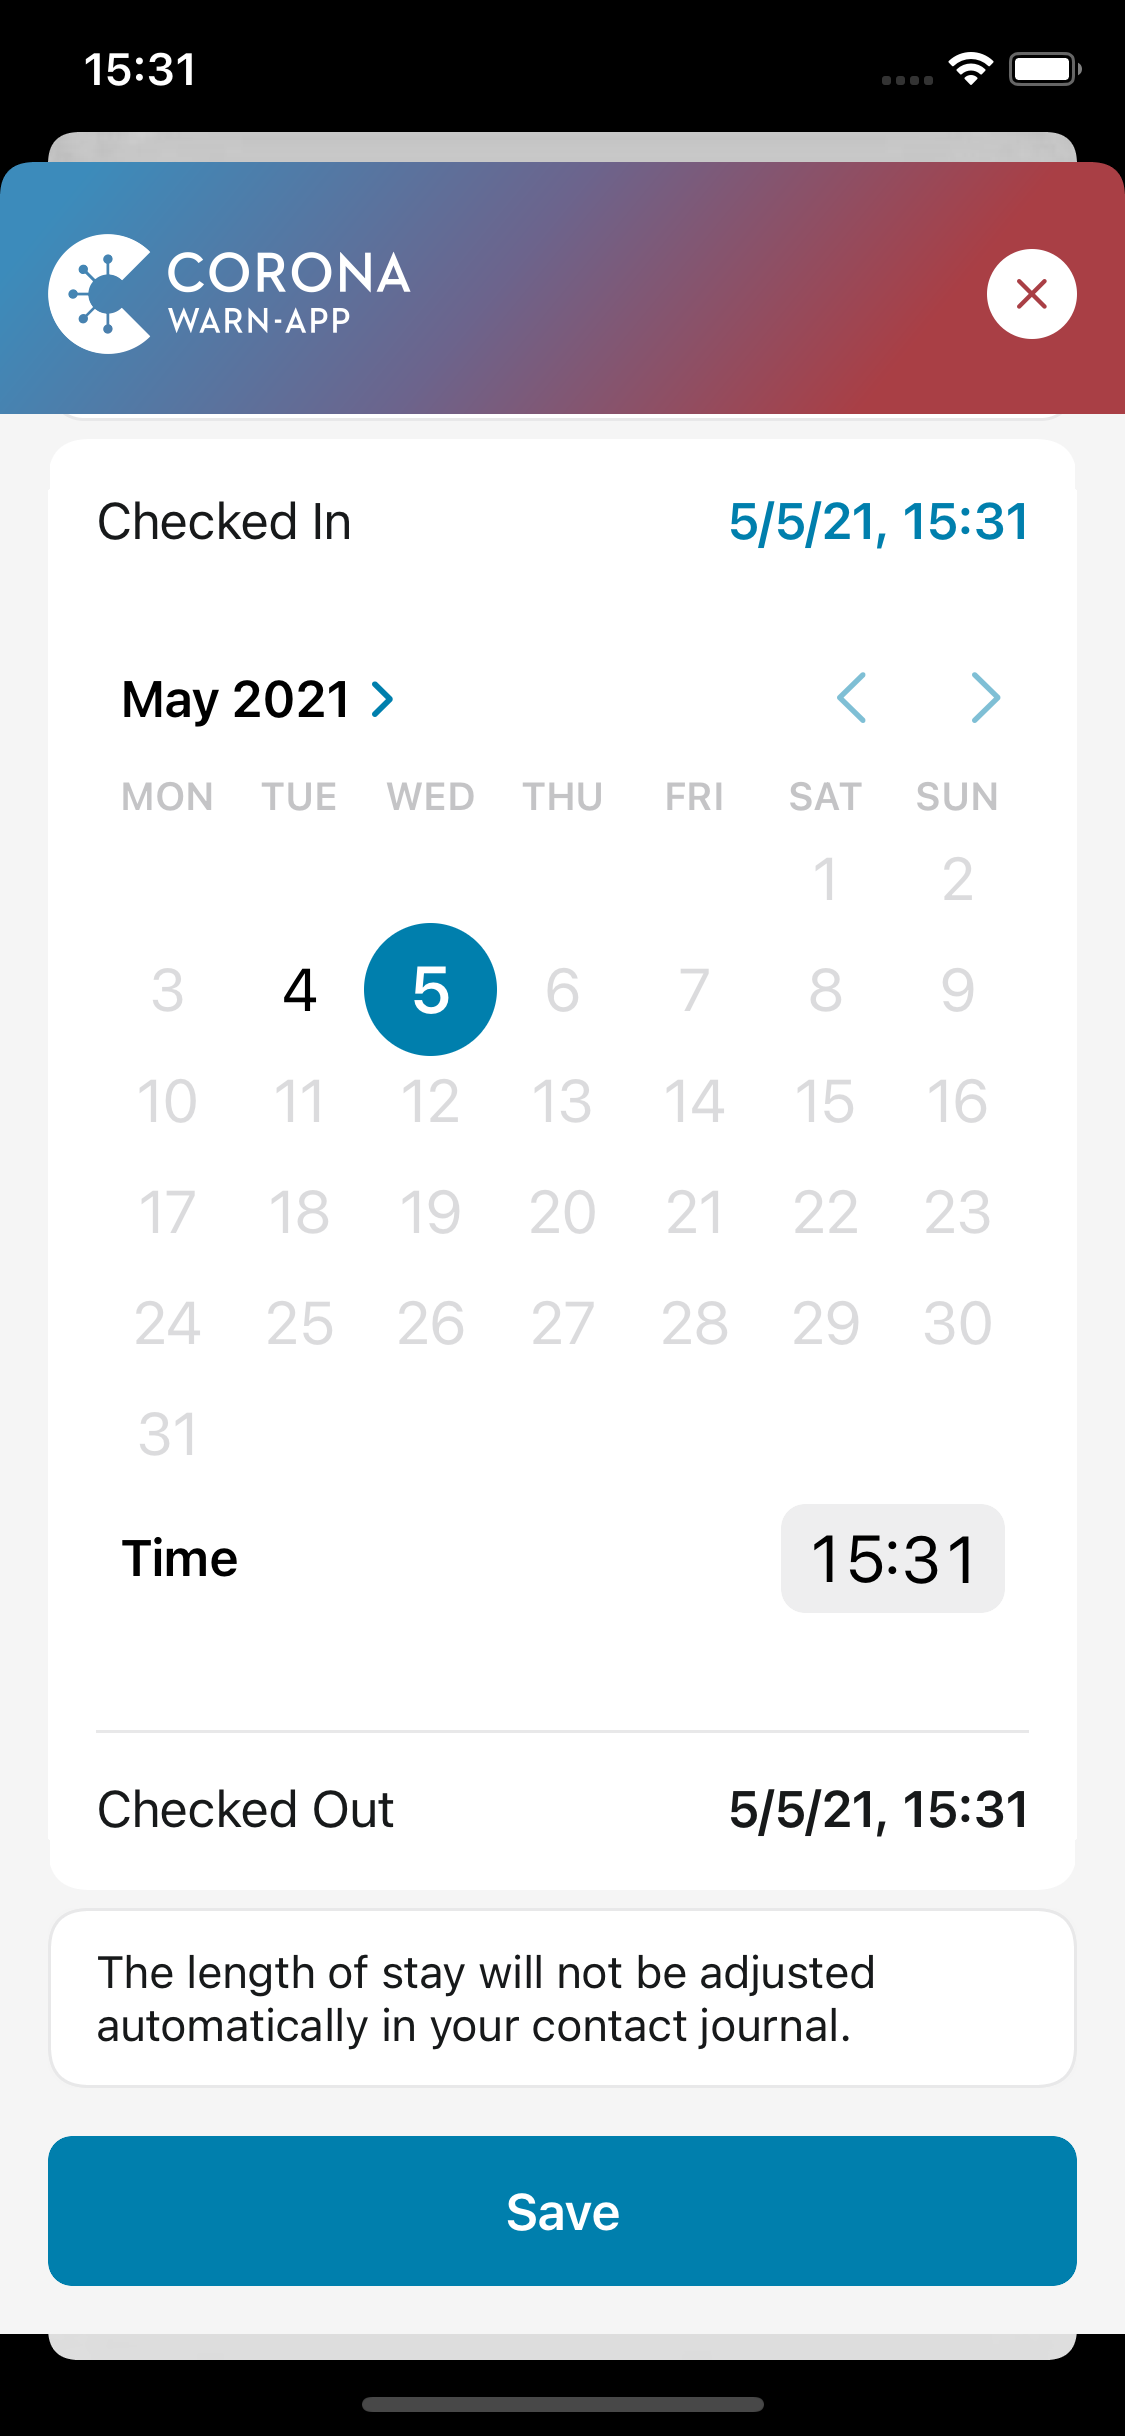 15:31
CORONA
WARN-APP
Checked In 5/5/21, 15:31
May 2021
MON TUE WED THU FRI SAT SUN
1 2
3 4 5 6 7 8 9
10 11 12 13 14 15 16
17 18 19 20 21 22 23
24 25 26 27 28 29 30
31
Time 15:31
Checked Out 5/5/21, 15:31
The length of stay will not be adjusted
automatically in your contact journal.
Save